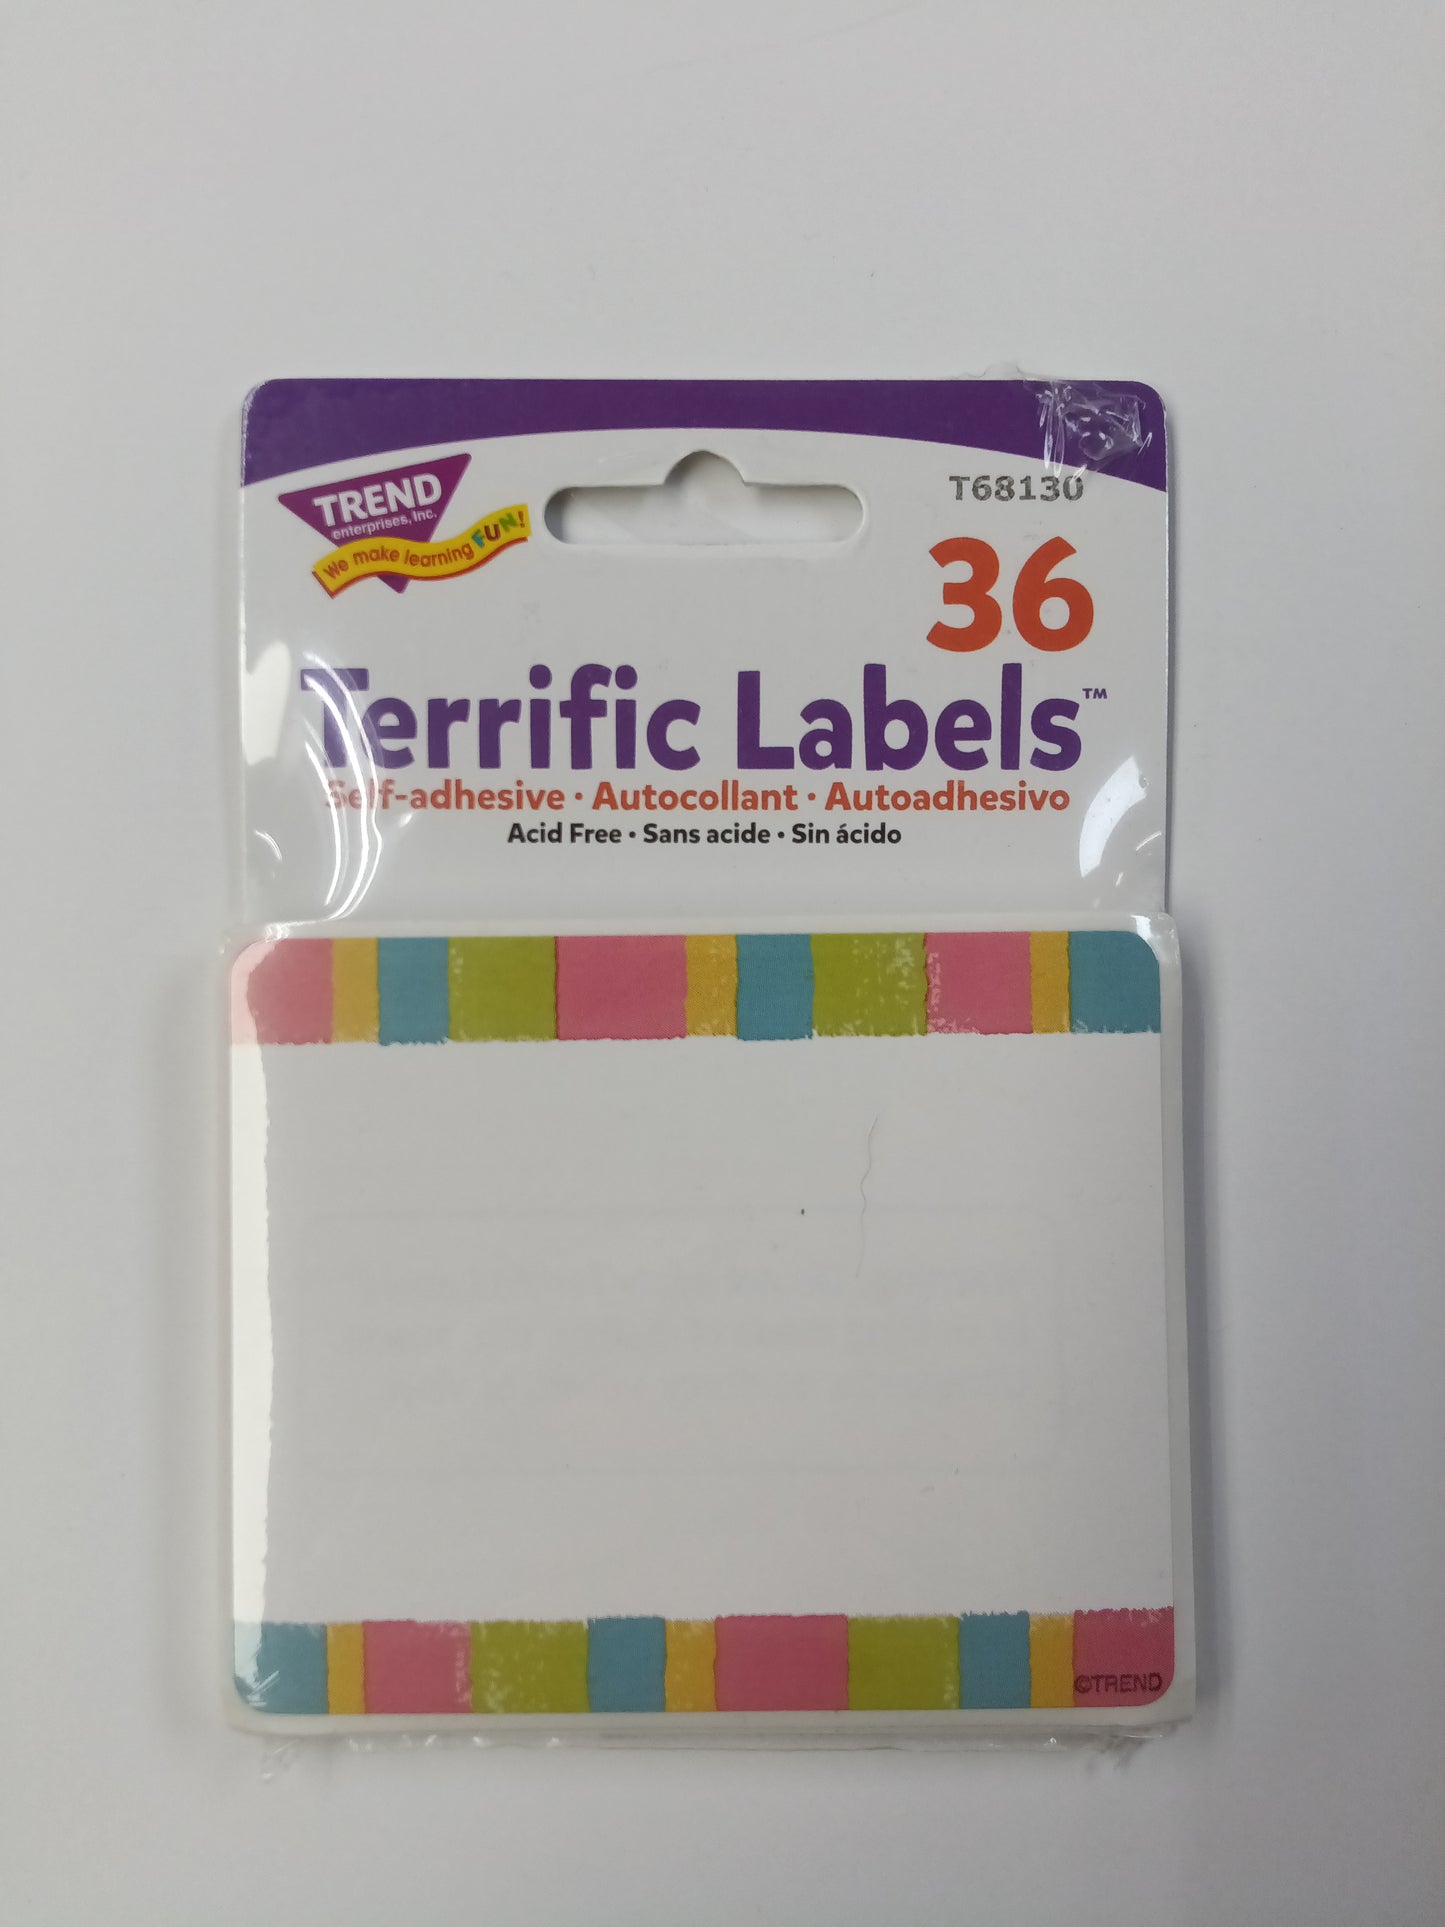 TREND
enterprises, Inc.
We make learning FUN!
T68130
36
Terrific Labels™
Self-adhesive • Autocollant • Autoadhesivo
Acid Free • Sans acide • Sin ácido
©TREND